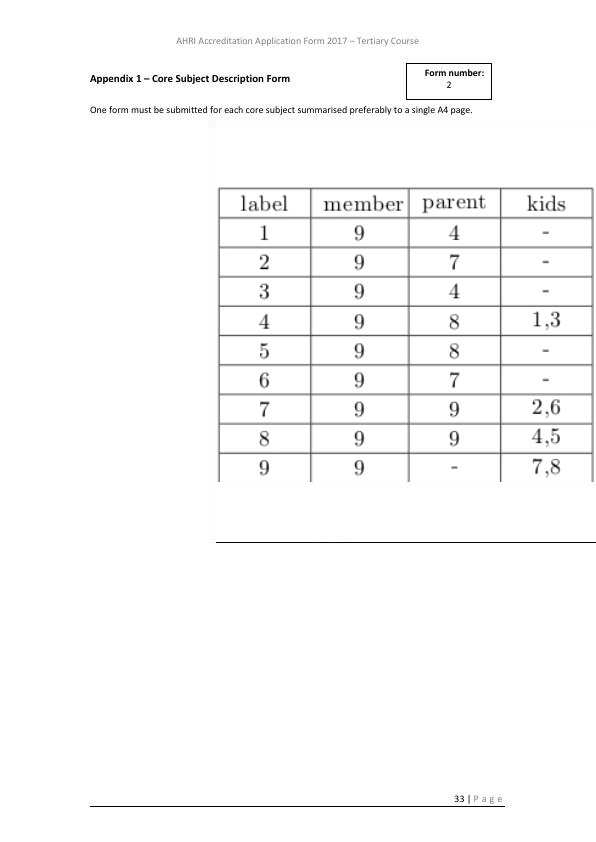 AHRI Accreditation Application Form 2017 – Tertiary Course
Appendix 1 – Core Subject Description Form
Form number:
2
One form must be submitted for each core subject summarised preferably to a single A4 page.
label member parent kids
1 9 4 -
2 9 7 -
3 9 4 -
4 9 8 1,3
5 9 8 -
6 9 7 -
7 9 9 2,6
8 9 9 4,5
9 9 - 7,8
33 | P a g e